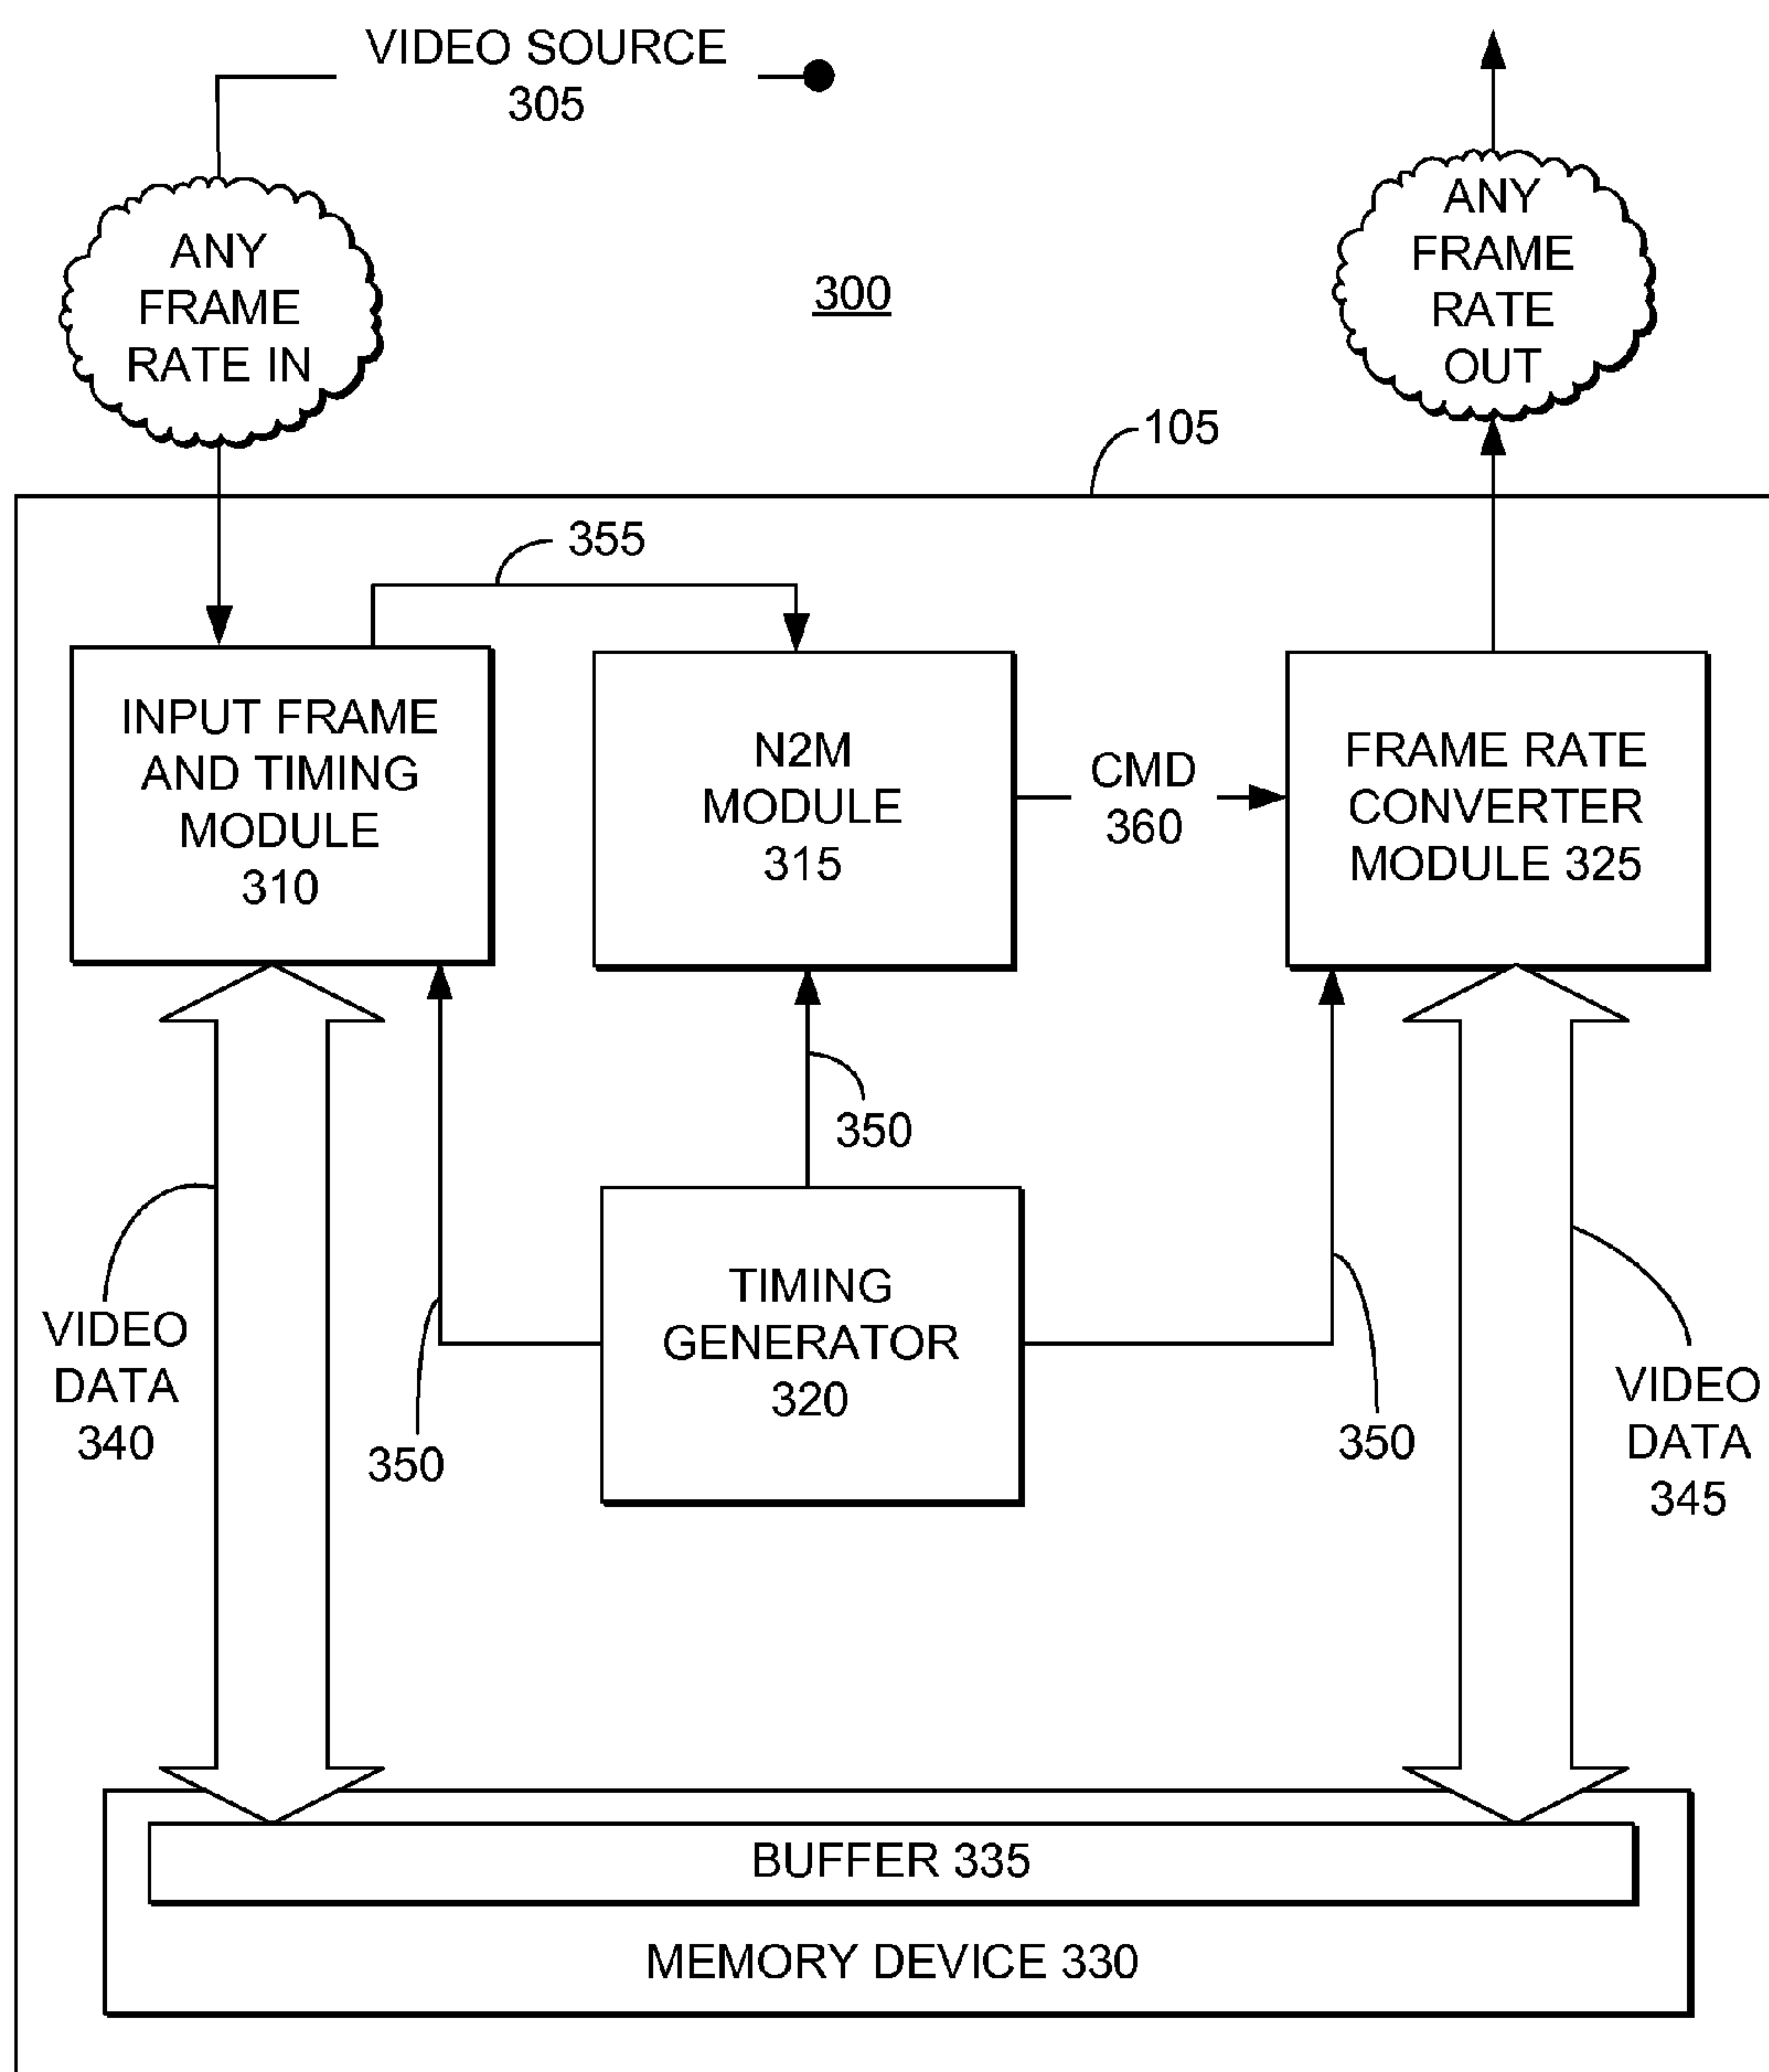 VIDEO SOURCE
305
ANY
FRAME
RATE IN
300
ANY
FRAME
RATE
OUT
105
355
INPUT FRAME
AND TIMING
MODULE
310
N2M
MODULE
315
CMD
360
FRAME RATE
CONVERTER
MODULE 325
350
VIDEO
DATA
340
350
TIMING
GENERATOR
320
350
VIDEO
DATA
345
BUFFER 335
MEMORY DEVICE 330